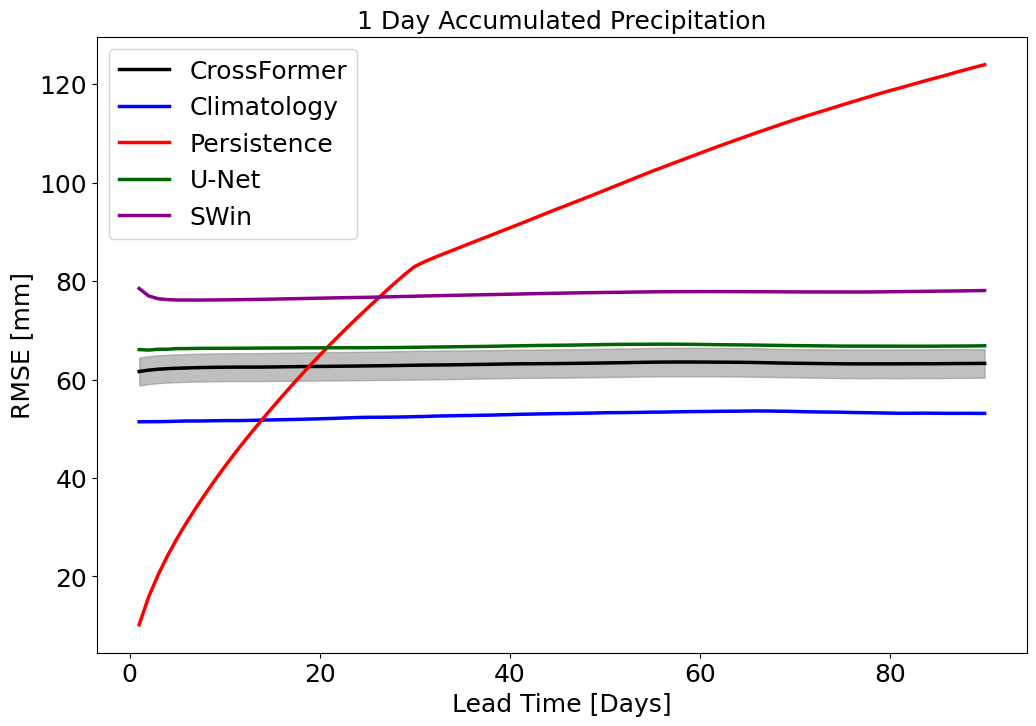 1 Day Accumulated Precipitation
CrossFormer
Climatology
Persistence
U-Net
SWin
RMSE [mm]
120
100
80
60
40
20
0
20
40
60
80
Lead Time [Days]